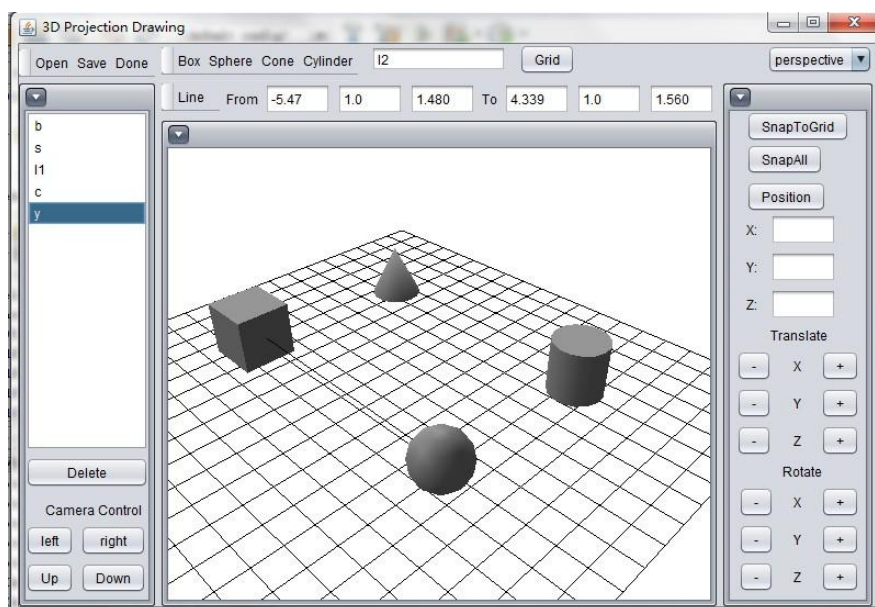 3D Projection Drawing
Open Save Done
Box Sphere Cone Cylinder
l2
Grid
perspective
Line From -5.47 1.0 1.480 To 4.339 1.0 1.560
b
s
l1
c
y
Delete
Camera Control
left right
Up Down
SnapToGrid
SnapAll
Position
X:
Y:
Z:
Translate
- X +
- Y +
- Z +
Rotate
- X +
- Y +
- Z +